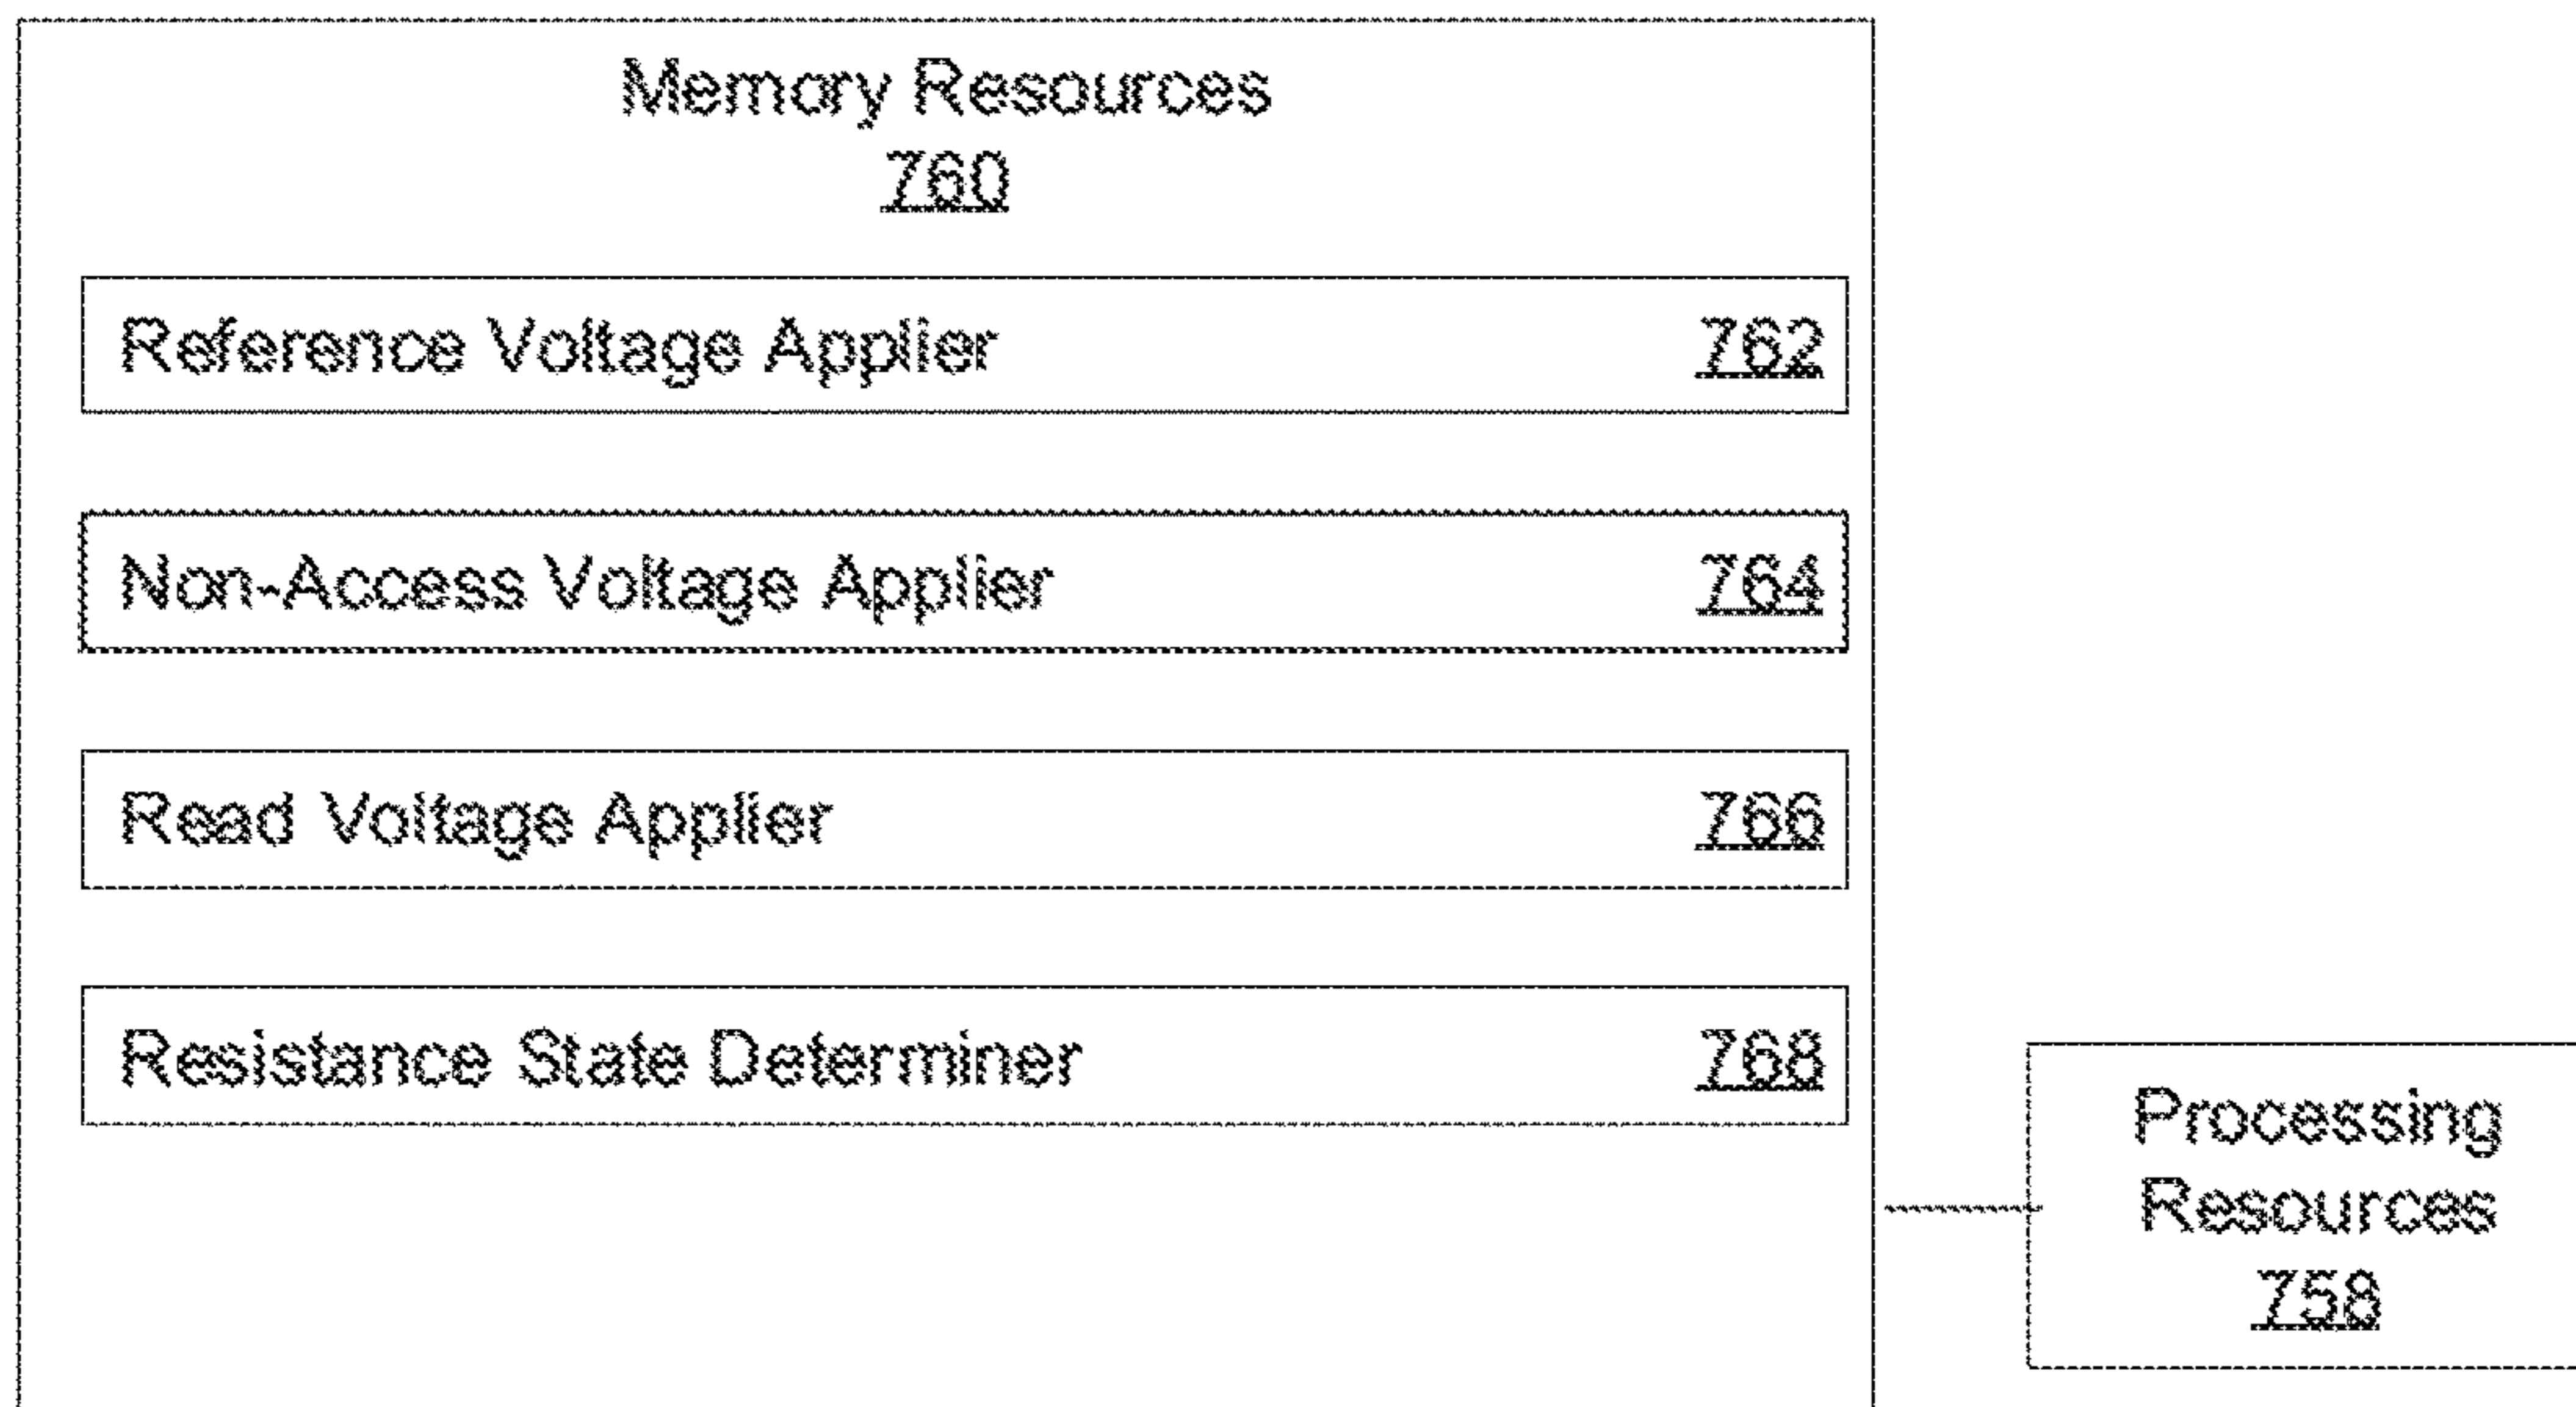 Memory Resources
760
Reference Voltage Applier 762
Non-Access Voltage Applier 764
Read Voltage Applier 766
Resistance State Determiner 768
Processing
Resources
758